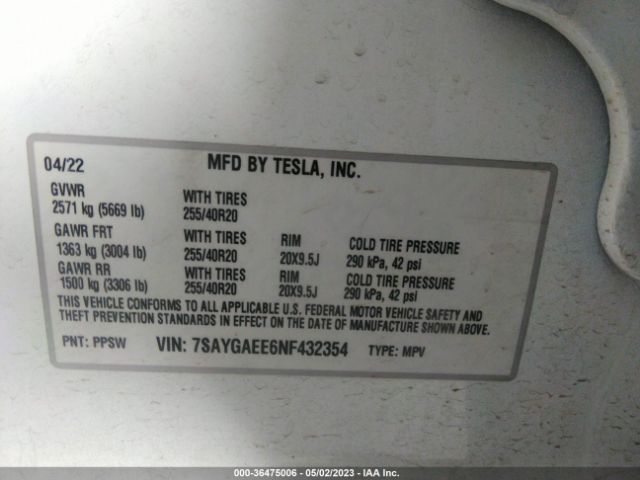 04/22 MFD BY TESLA, INC.
GVWR WITH TIRES
2571 kg (5669 lb) 255/40R20
GAWR FRT WITH TIRES RIM COLD TIRE PRESSURE
1363 kg (3004 lb) 255/40R20 20X9.5J 290 kPa, 42 psi
GAWR RR WITH TIRES RIM COLD TIRE PRESSURE
1500 kg (3306 lb) 255/40R20 20X9.5J 290 kPa, 42 psi
THIS VEHICLE CONFORMS TO ALL APPLICABLE U.S. FEDERAL MOTOR VEHICLE SAFETY AND
THEFT PREVENTION STANDARDS IN EFFECT ON THE DATE OF MANUFACTURE SHOWN ABOVE.
PNT: PPSW VIN: 7SAYGAEE6NF432354 TYPE: MPV
000-36475006 - 05/02/2023 - IAA Inc.